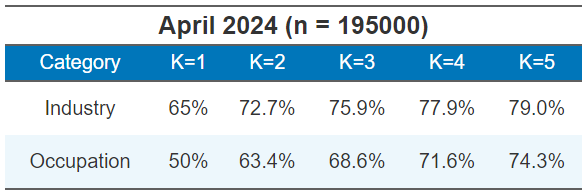 April 2024 (n = 195000)
Category K=1 K=2 K=3 K=4 K=5
Industry 65% 72.7% 75.9% 77.9% 79.0%
Occupation 50% 63.4% 68.6% 71.6% 74.3%